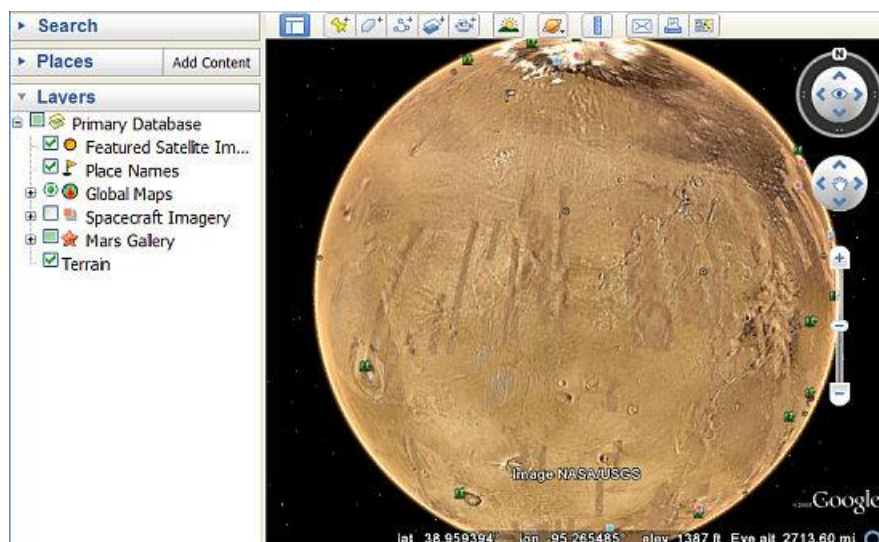 Search
Places
Add Content
Layers
Primary Database
Featured Satellite Im...
Place Names
Global Maps
Spacecraft Imagery
Mars Gallery
Terrain
N
Image NASA/USGS
Google
lat 38.959394° lon -95.265485° elev 1387 ft Eye alt 2713.60 mi